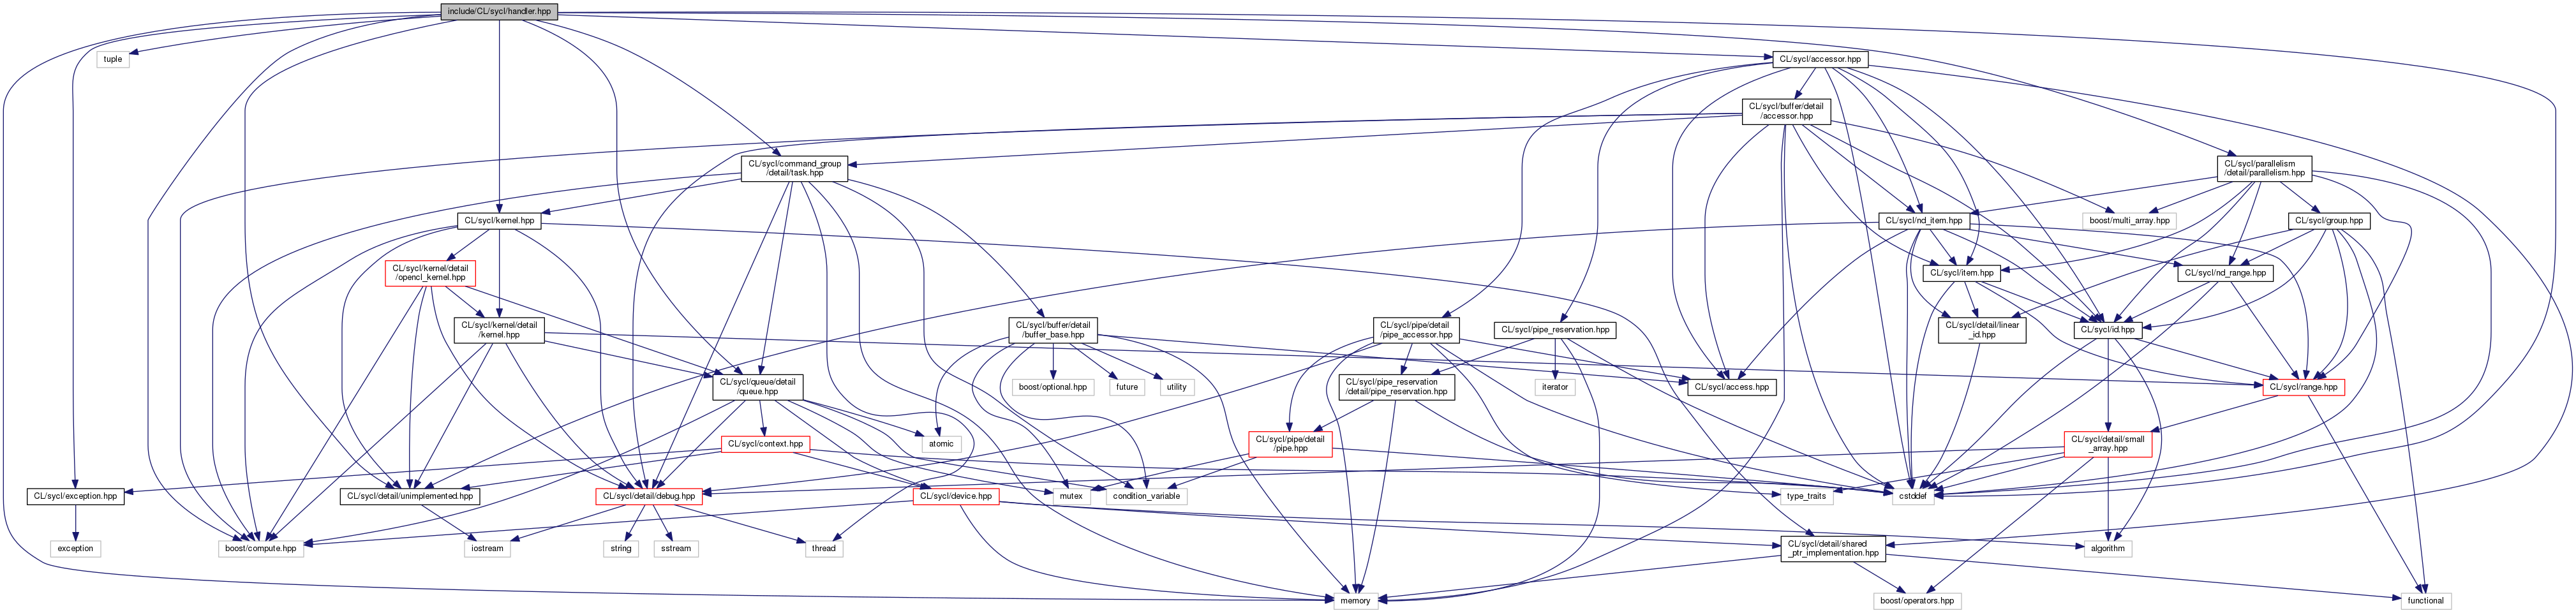 include/CL/sycl/handler.hpp
tuple
CL/sycl/accessor.hpp
CL/sycl/buffer/detail
/accessor.hpp
CL/sycl/command_group
/detail/task.hpp
CL/sycl/parallelism
/detail/parallelism.hpp
CL/sycl/kernel.hpp
CL/sycl/nd_item.hpp
boost/multi_array.hpp
CL/sycl/group.hpp
CL/sycl/kernel/detail
/opencl_kernel.hpp
CL/sycl/item.hpp
CL/sycl/nd_range.hpp
CL/sycl/kernel/detail
/kernel.hpp
CL/sycl/buffer/detail
/buffer_base.hpp
CL/sycl/pipe/detail
/pipe_accessor.hpp
CL/sycl/pipe_reservation.hpp
CL/sycl/detail/linear
_id.hpp
CL/sycl/id.hpp
CL/sycl/queue/detail
/queue.hpp
boost/optional.hpp
future
utility
CL/sycl/pipe_reservation
/detail/pipe_reservation.hpp
iterator
CL/sycl/access.hpp
CL/sycl/range.hpp
CL/sycl/context.hpp
atomic
CL/sycl/pipe/detail
/pipe.hpp
CL/sycl/detail/small
_array.hpp
CL/sycl/exception.hpp
CL/sycl/detail/unimplemented.hpp
CL/sycl/detail/debug.hpp
CL/sycl/device.hpp
mutex
condition_variable
type_traits
cstddef
exception
boost/compute.hpp
iostream
string
sstream
thread
CL/sycl/detail/shared
_ptr_implementation.hpp
algorithm
memory
boost/operators.hpp
functional